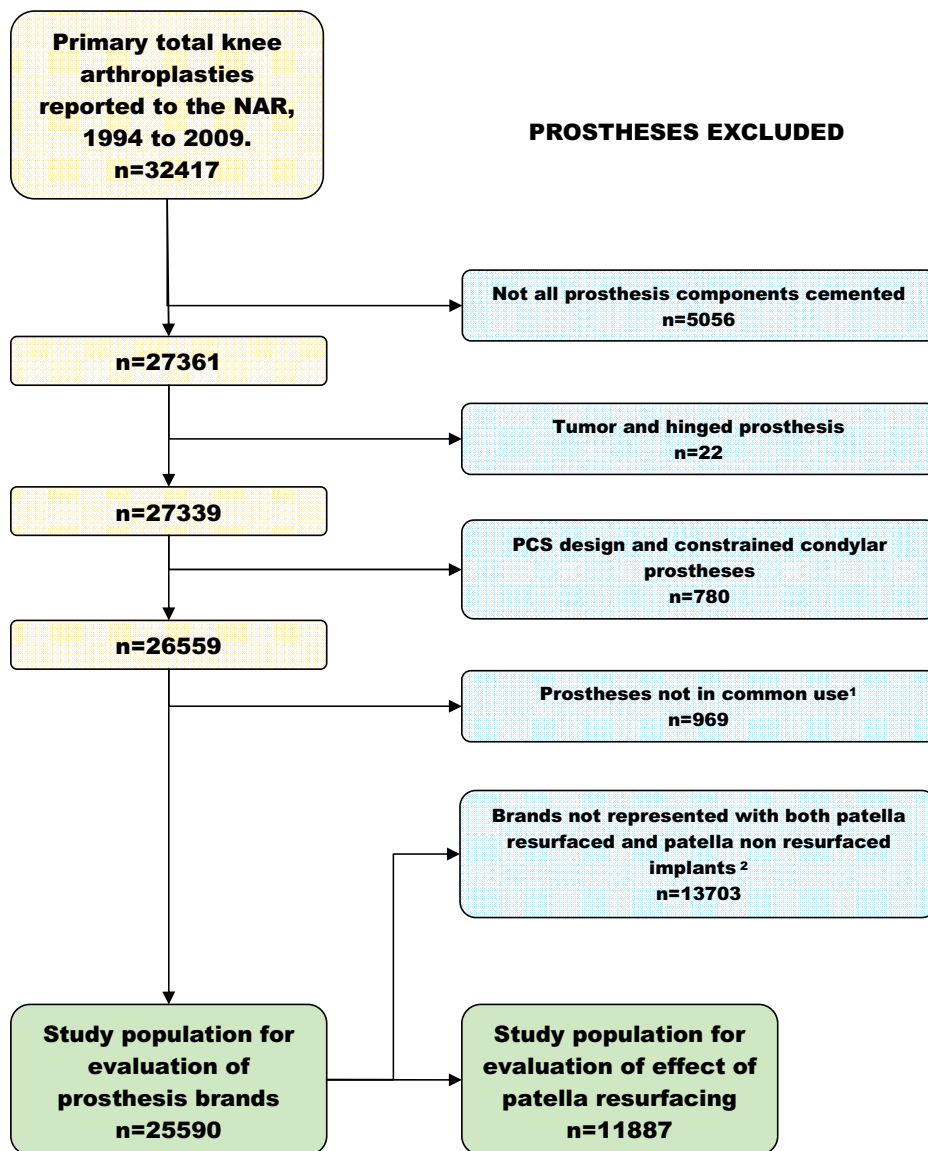 Primary total knee
arthroplasties
reported to the NAR,
1994 to 2009.
n=32417
PROSTHESES EXCLUDED
Not all prosthesis components cemented
n=5056
n=27361
Tumor and hinged prosthesis
n=22
n=27339
PCS design and constrained condylar
prostheses
n=780
n=26559
Prostheses not in common use¹
n=969
Brands not represented with both patella
resurfaced and patella non resurfaced
implants ²
n=13703
Study population for
evaluation of
prosthesis brands
n=25590
Study population for
evaluation of effect of
patella resurfacing
n=11887